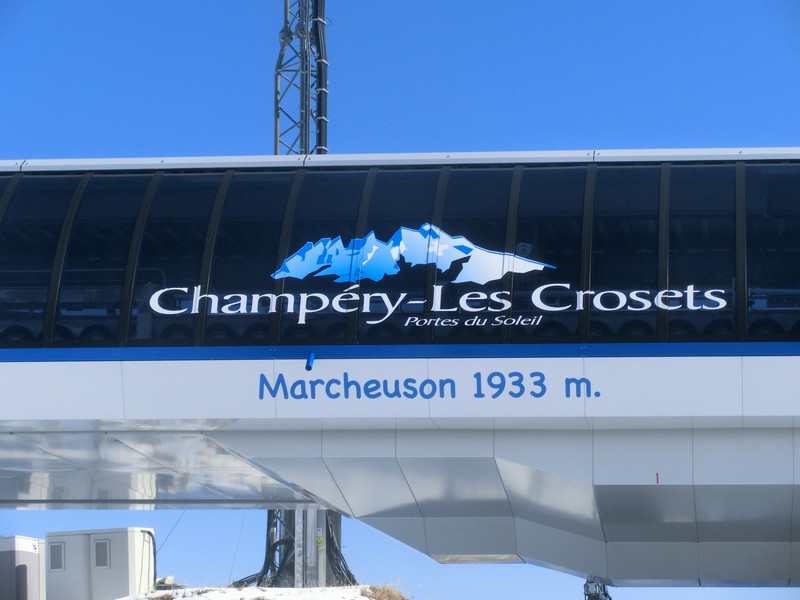 Champéry-Les Crosets
Portes du Soleil
Marcheuson 1933 m.